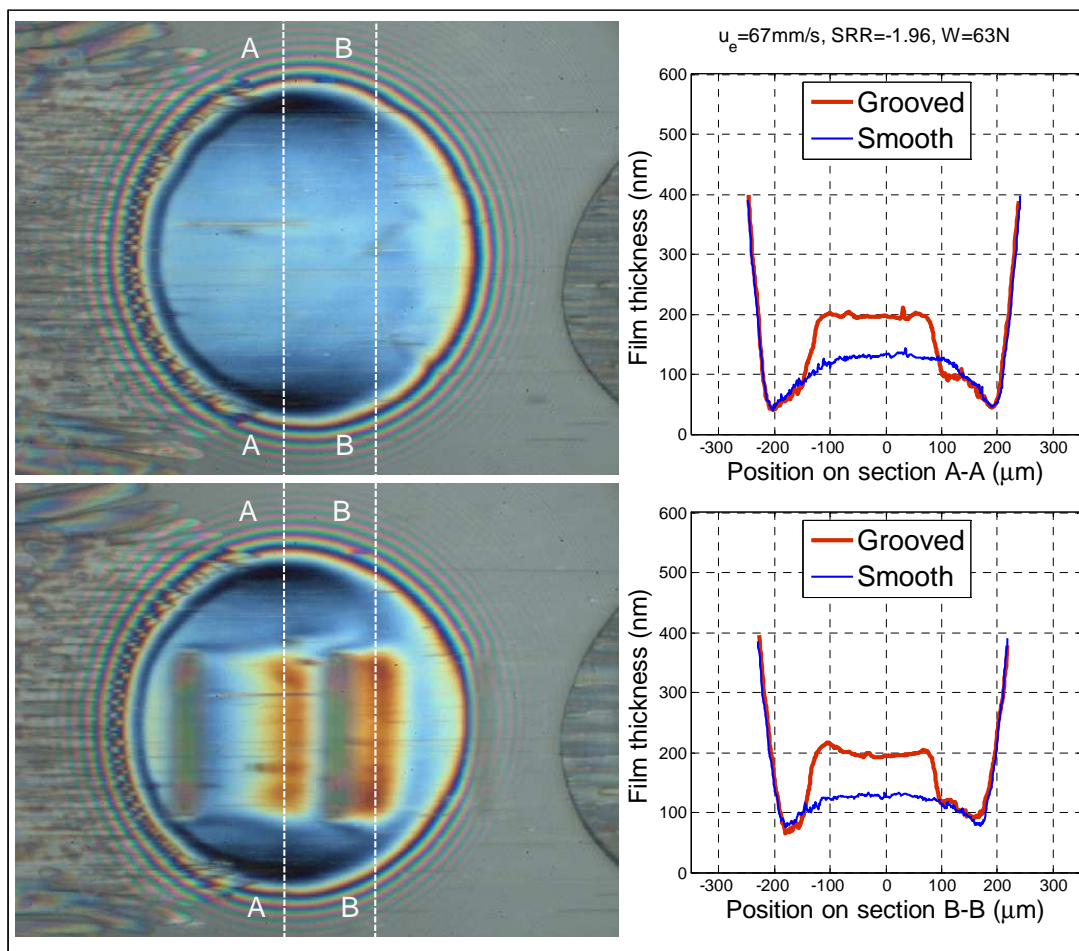 A B
A B
u_e=67mm/s, SRR=-1.96, W=63N
Film thickness (nm)
600
500
400
300
200
100
0
Grooved
Smooth
-300 -200 -100 0 100 200 300
Position on section A-A (μm)
A B
A B
Film thickness (nm)
600
500
400
300
200
100
0
Grooved
Smooth
-300 -200 -100 0 100 200 300
Position on section B-B (μm)